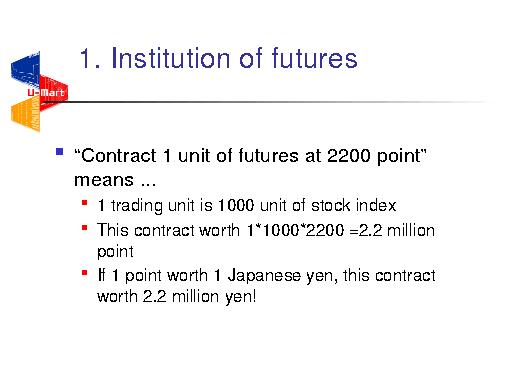 1. Institution of futures
U-Mart
“Contract 1 unit of futures at 2200 point”
means ...
1 trading unit is 1000 unit of stock index
This contract worth 1*1000*2200 =2.2 million
point
If 1 point worth 1 Japanese yen, this contract
worth 2.2 million yen!